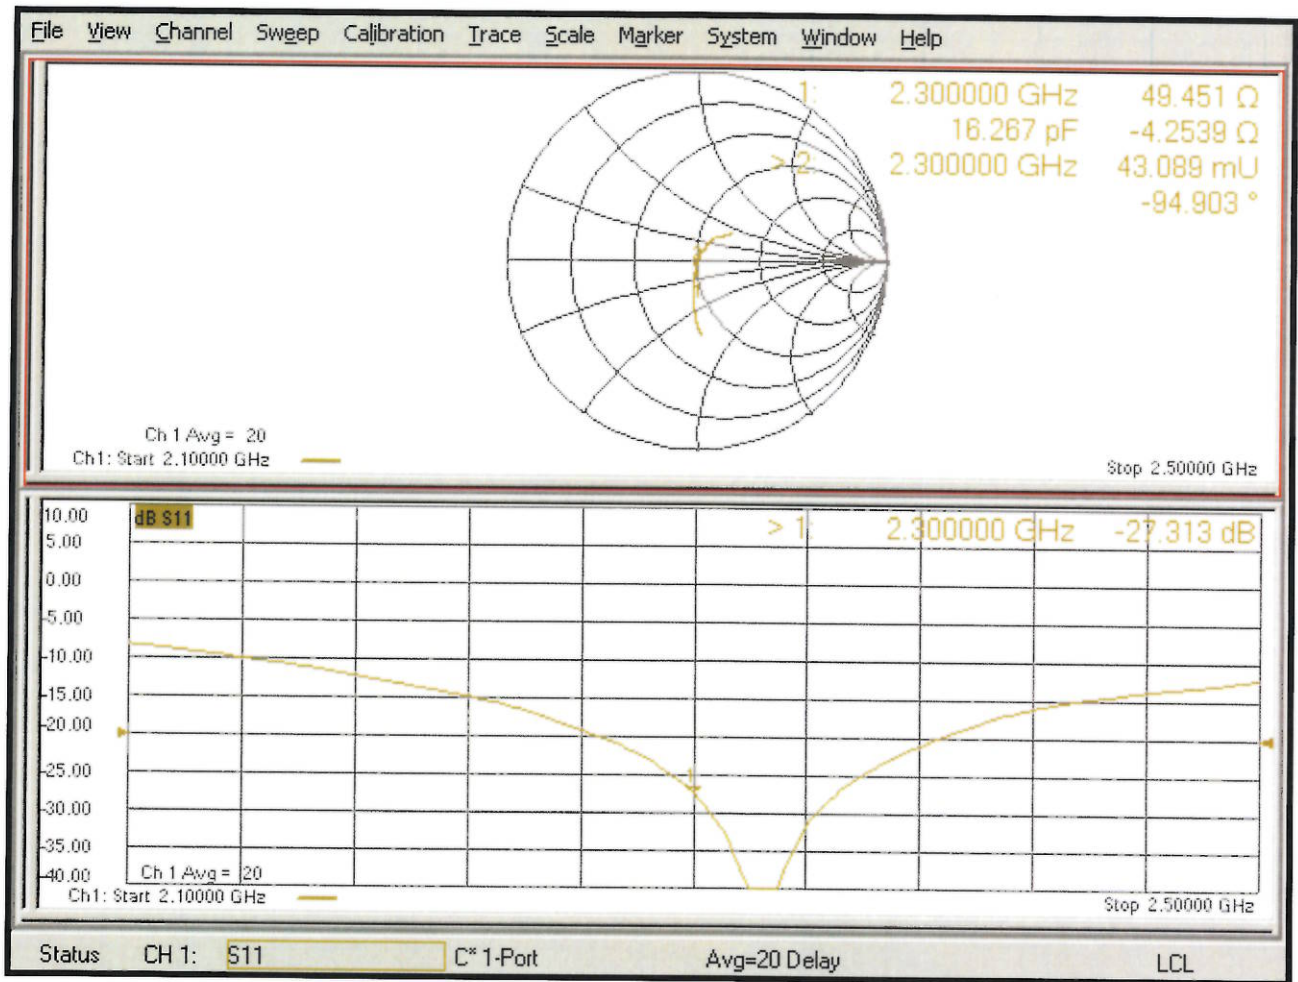 File View Channel Sweep Calibration Trace Scale Marker System Window Help
1: 2.300000 GHz 49.451 Ω
16.267 pF -4.2539 Ω
> 2: 2.300000 GHz 43.089 mU
-94.903 °
Ch 1 Avg = 20
Ch1: Start 2.10000 GHz
Stop 2.50000 GHz
10.00
dB S11
> 1: 2.300000 GHz -27.313 dB
5.00
0.00
-5.00
-10.00
-15.00
-20.00
-25.00
1
-30.00
-35.00
-40.00
Ch 1 Avg = 20
Ch1: Start 2.10000 GHz
Stop 2.50000 GHz
Status CH 1: S11 C* 1-Port Avg=20 Delay LCL